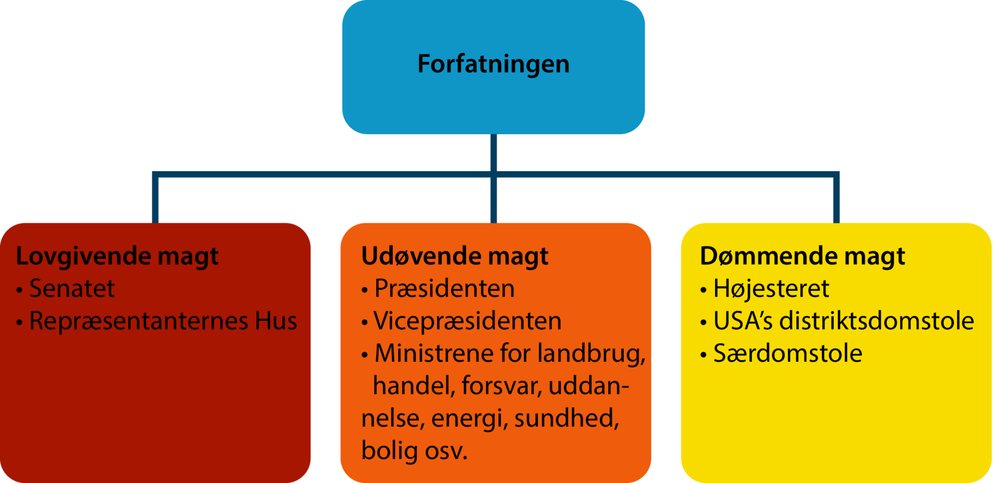 Forfatningen
Lovgivende magt
• Senatet
• Repræsentanternes Hus
Udøvende magt
• Præsidenten
• Vicepræsidenten
• Ministrene for landbrug,
handel, forsvar, uddan-
nelse, energi, sundhed,
bolig osv.
Dømmende magt
• Højesteret
• USA’s distriktsdomstole
• Særdomstole